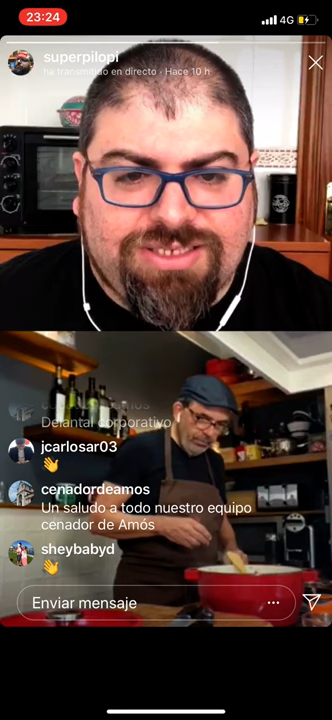 23:24
4G
superpilopi
ha transmitido en directo · Hace 10 h
Delantal corporativo
jcarlosar03
👋
cenadordeamos
Un saludo a todo nuestro equipo
cenador de Amós
sheybabyd
👋
Enviar mensaje